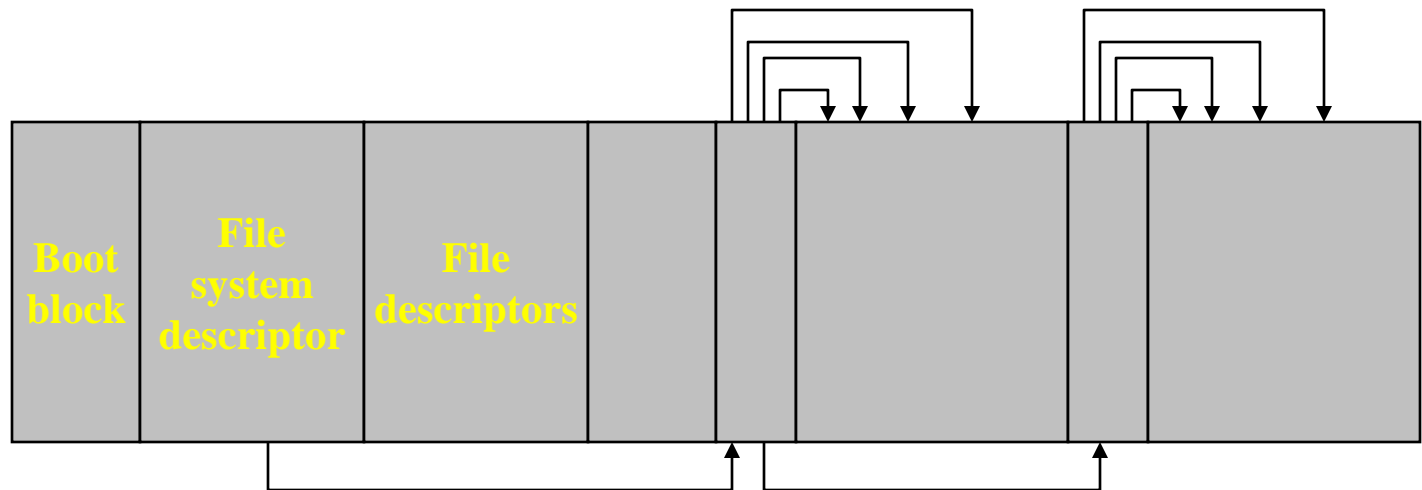 Boot
block
File
system
descriptor
File
descriptors